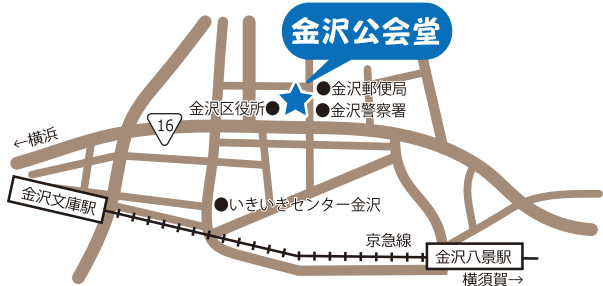 金沢公会堂
金沢郵便局
金沢区役所
金沢警察署
16
←横浜
金沢文庫駅
いきいきセンター金沢
京急線
金沢八景駅
横須賀→